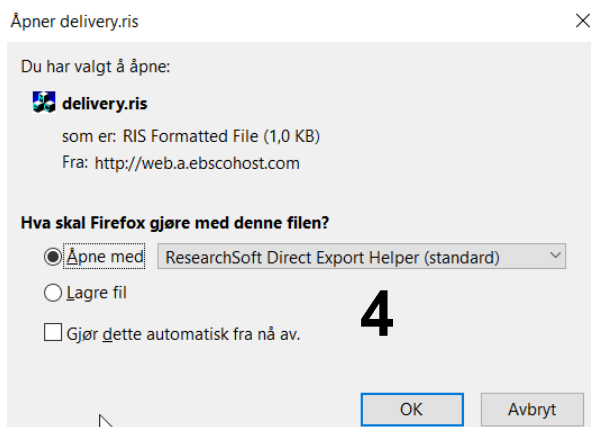 Åpner delivery.ris
Du har valgt å åpne:
delivery.ris
som er: RIS Formatted File (1,0 KB)
Fra: http://web.a.ebscohost.com
Hva skal Firefox gjøre med denne filen?
Åpne med ResearchSoft Direct Export Helper (standard)
Lagre fil
4
Gjør dette automatisk fra nå av.
OK Avbryt